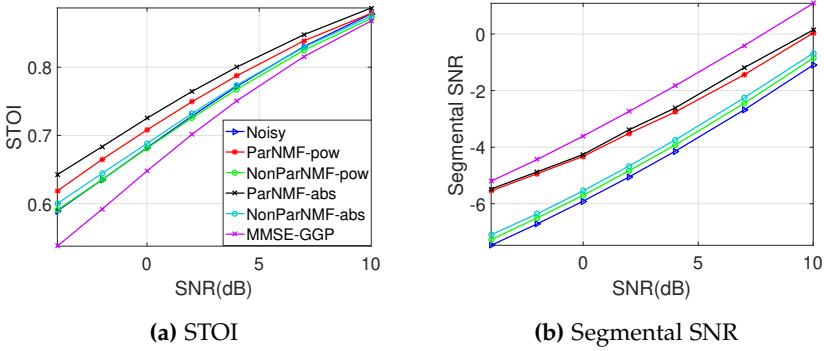 STOI
0.8
0.7
0.6
0
5
10
SNR(dB)
Noisy
ParNMF-pow
NonParNMF-pow
ParNMF-abs
NonParNMF-abs
MMSE-GGP
(a) STOI
Segmental SNR
0
-2
-4
-6
0
5
10
SNR(dB)
(b) Segmental SNR